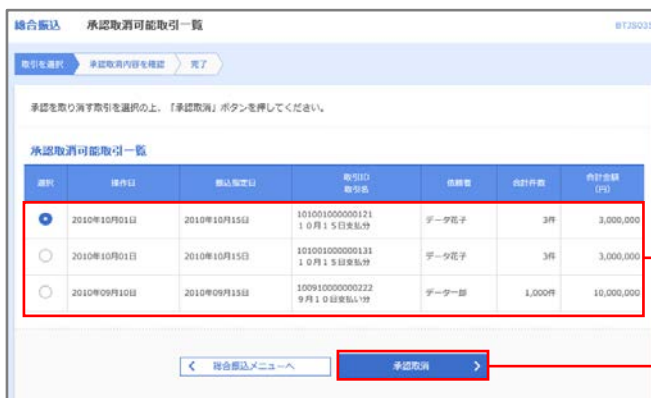 総合振込 承認取消可能取引一覧 BTJS035
取引を選択 承認取消内容を確認 完了
承認を取り消す取引を選択の上、「承認取消」ボタンを押してください。
承認取消可能取引一覧
選択 操作日 振込指定日 取引ID 依頼者 合計件数 合計金額
取引名 (円)
2010年10月01日 2010年10月15日 101001000000121 データ花子 3件 3,000,000
10月15日支払分
2010年10月01日 2010年10月15日 101001000000131 データ花子 3件 3,000,000
10月15日支払分
2010年09月10日 2010年09月15日 100910000000222 データ一郎 1,000件 10,000,000
9月10日支払い分
総合振込メニューへ 承認取消